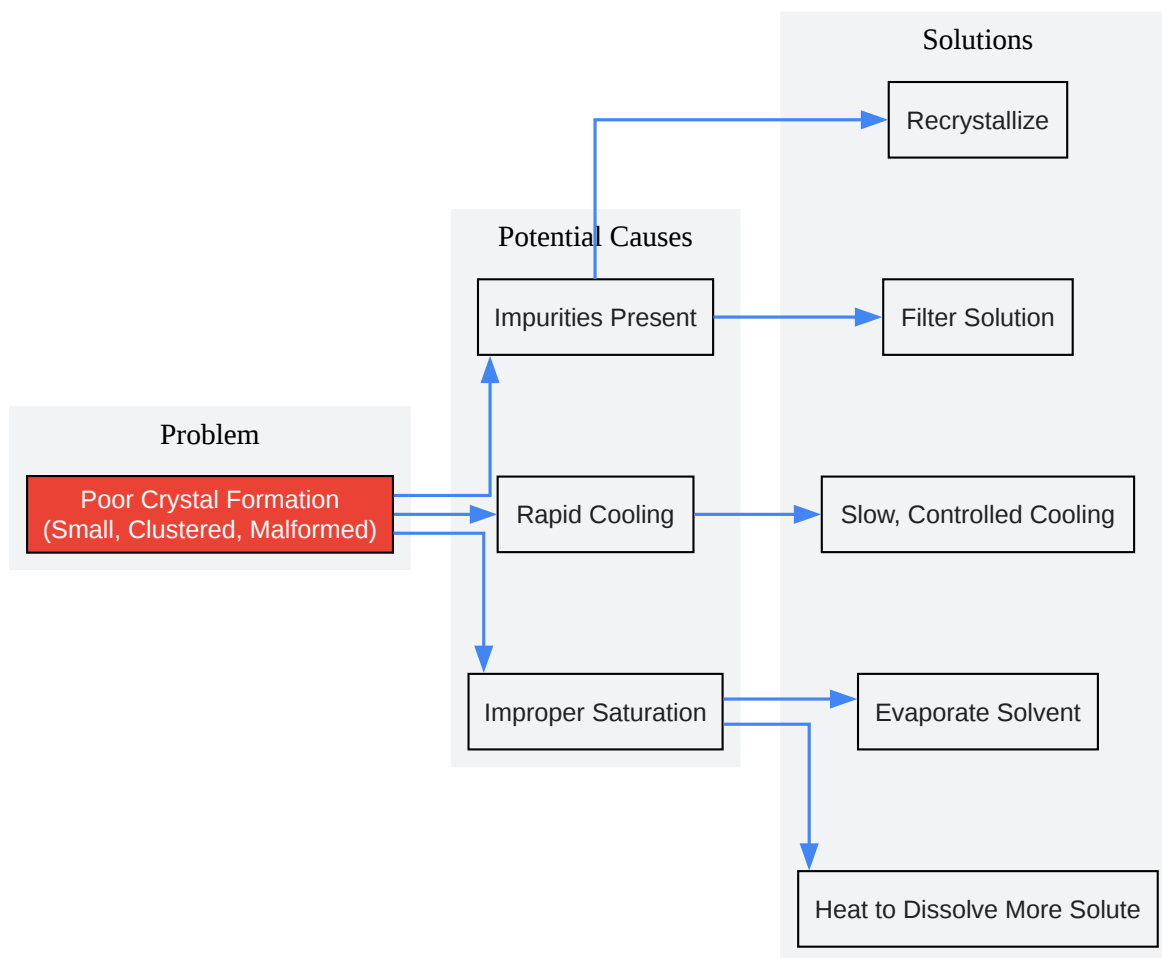 Solutions
Recrystallize
Potential Causes
Impurities Present
Filter Solution
Problem
Poor Crystal Formation
(Small, Clustered, Malformed)
Rapid Cooling
Slow, Controlled Cooling
Improper Saturation
Evaporate Solvent
Heat to Dissolve More Solute